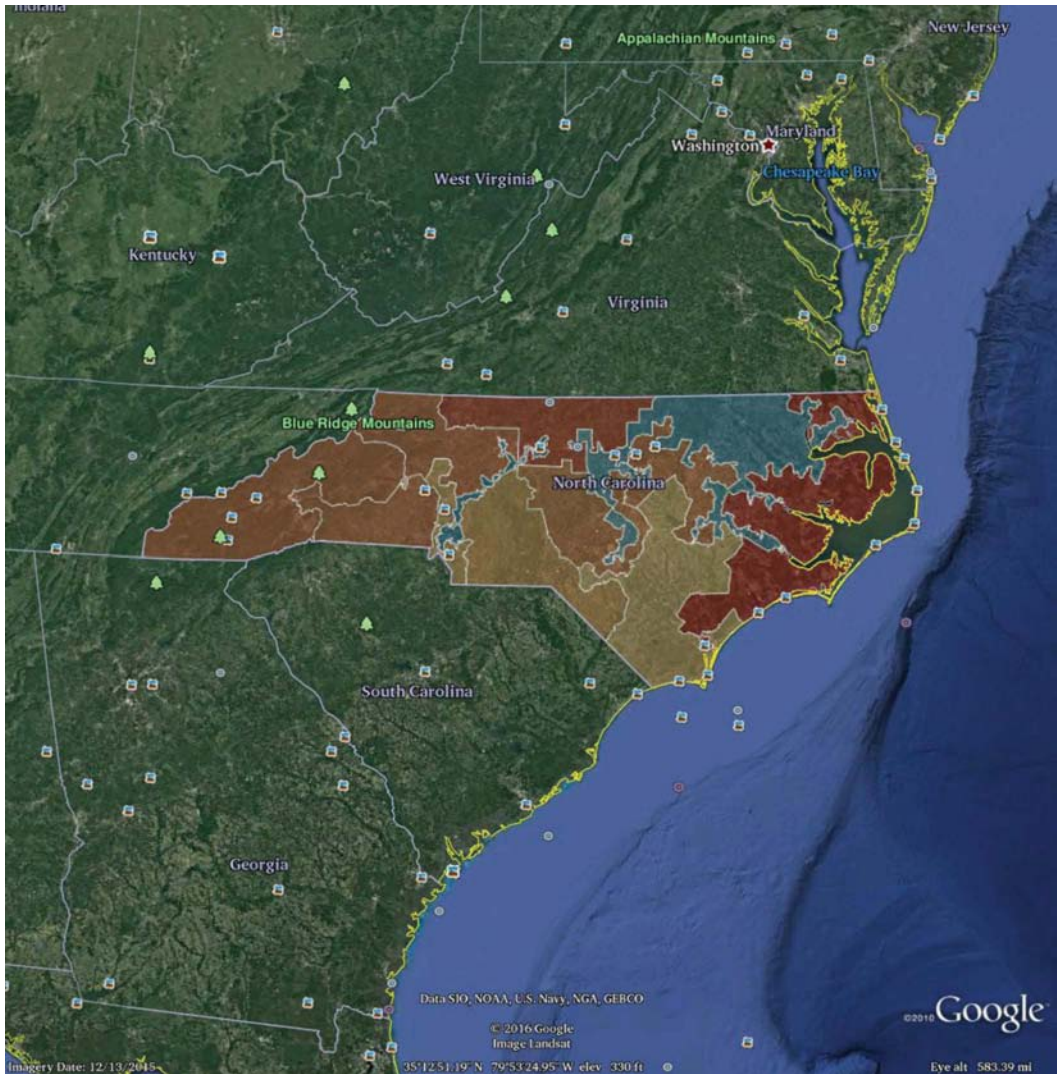 Indiana
New Jersey
Appalachian Mountains
Maryland
Washington
Chesapeake Bay
West Virginia
Kentucky
Virginia
Blue Ridge Mountains
North Carolina
South Carolina
Georgia
Data SIO, NOAA, U.S. Navy, NGA, GEBCO
© 2016 Google
Image Landsat
©2010 Google
Imagery Date: 12/13/2015
35°12'51.19" N 79°53'24.95" W elev 330 ft
Eye alt 583.39 mi